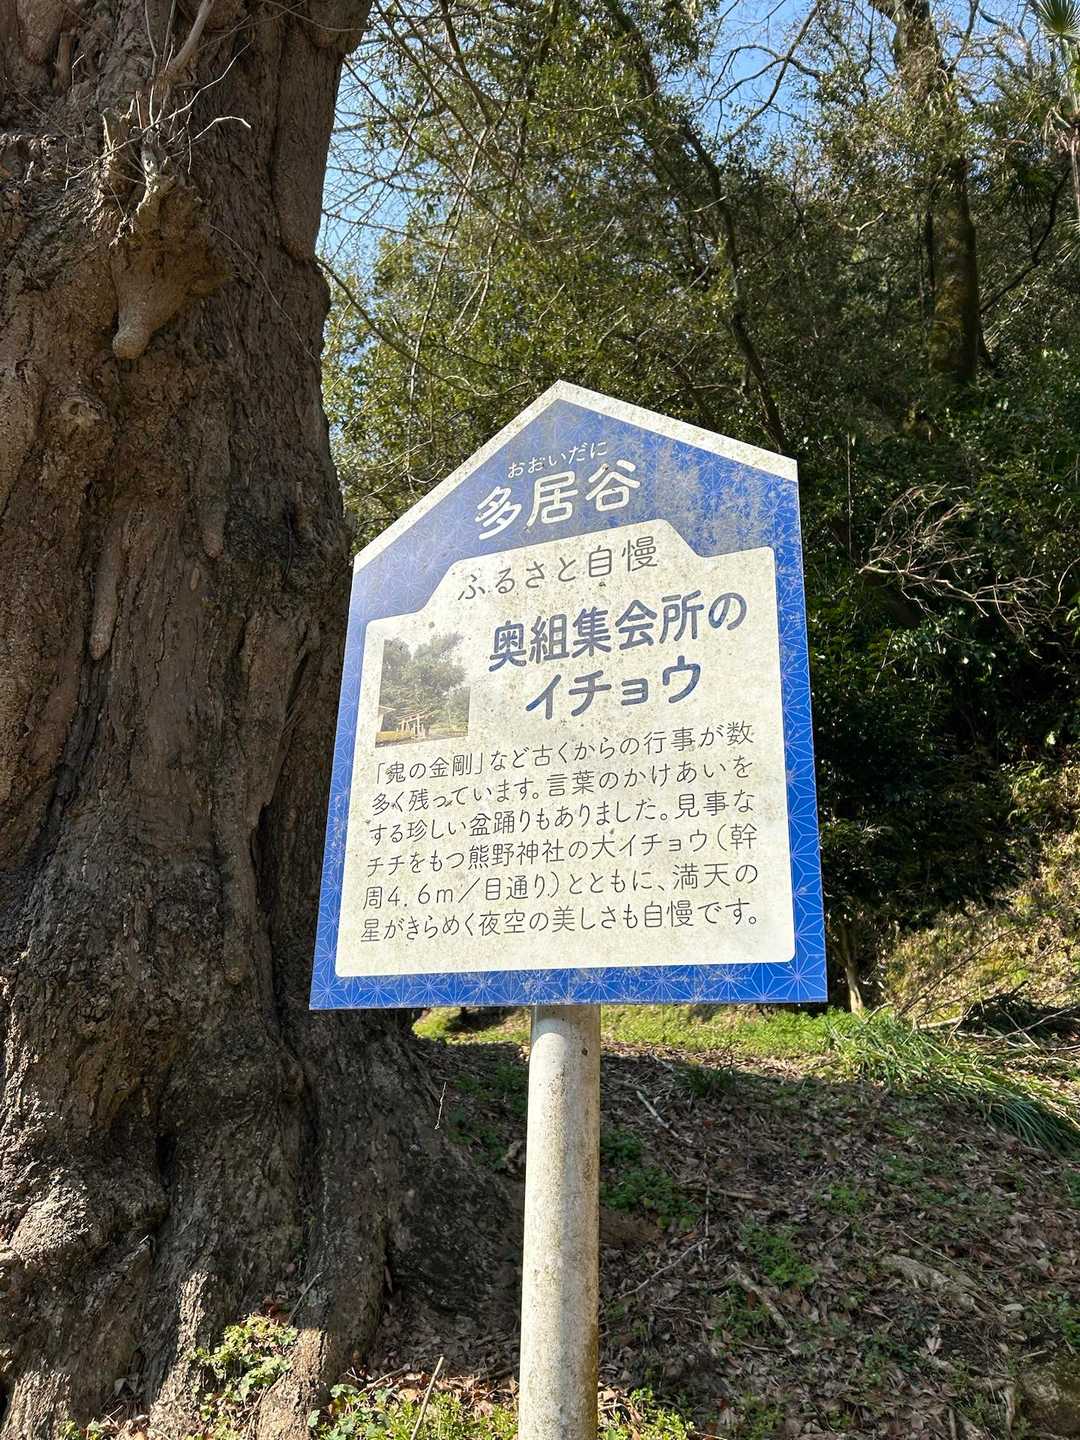 おおいだに
多居谷
ふるさと自慢
奥組集会所の
イチョウ
「鬼の金剛」など古くからの行事が数
多く残っています。言葉のかけあいを
する珍しい盆踊りもありました。見事な
チチをもつ熊野神社の大イチョウ(幹
周4.6m/目通り)とともに、満天の
星がきらめく夜空の美しさも自慢です。